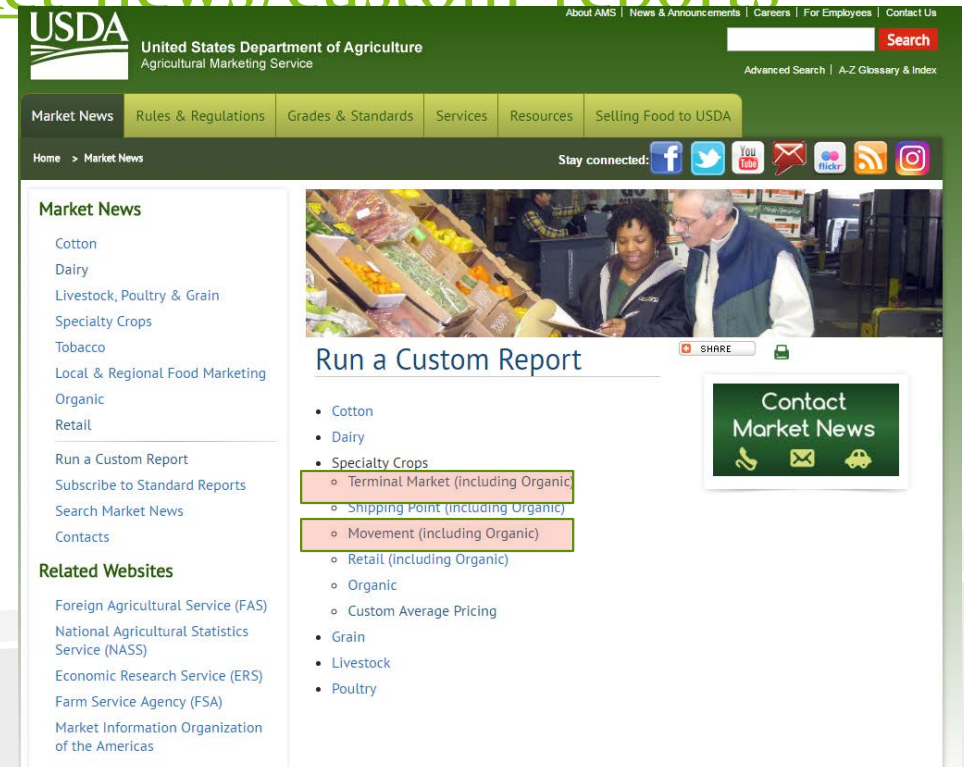 About AMS | News & Announcements | Careers | For Employees | Contact Us
USDA
United States Department of Agriculture
Agricultural Marketing Service
Search
Advanced Search | A-Z Glossary & Index
Market News
Rules & Regulations
Grades & Standards
Services
Resources
Selling Food to USDA
Home > Market News
Stay connected:
You Tube
flickr
Market News
Cotton
Dairy
Livestock, Poultry & Grain
Specialty Crops
Tobacco
Local & Regional Food Marketing
Organic
Retail
Run a Custom Report
Subscribe to Standard Reports
Search Market News
Contacts
Related Websites
Foreign Agricultural Service (FAS)
National Agricultural Statistics
Service (NASS)
Economic Research Service (ERS)
Farm Service Agency (FSA)
Market Information Organization
of the Americas
Run a Custom Report
SHARE
Cotton
Dairy
Specialty Crops
Terminal Market (including Organic)
Shipping Point (including Organic)
Movement (including Organic)
Retail (including Organic)
Organic
Custom Average Pricing
Grain
Livestock
Poultry
Contact
Market News